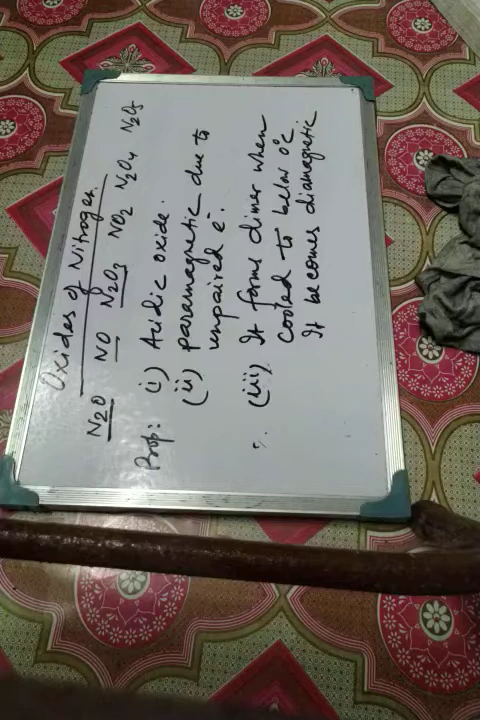 Oxides of Nitrogen.
N2O NO N2O3 NO2 N2O4 N2O5
Prop: (i) Acidic oxide.
(ii) paramagnetic due to
unpaired e-.
∴ (iii) It forms dimer when
cooled to below 0°C
It becomes diamagnetic